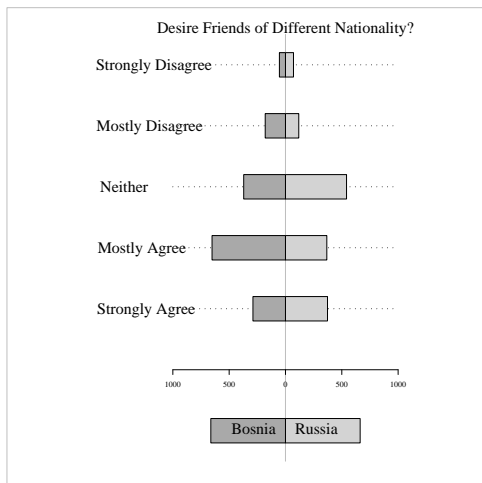 Desire Friends of Different Nationality?
Strongly Disagree
Mostly Disagree
Neither
Mostly Agree
Strongly Agree
1000 500 0 500 1000
Bosnia Russia